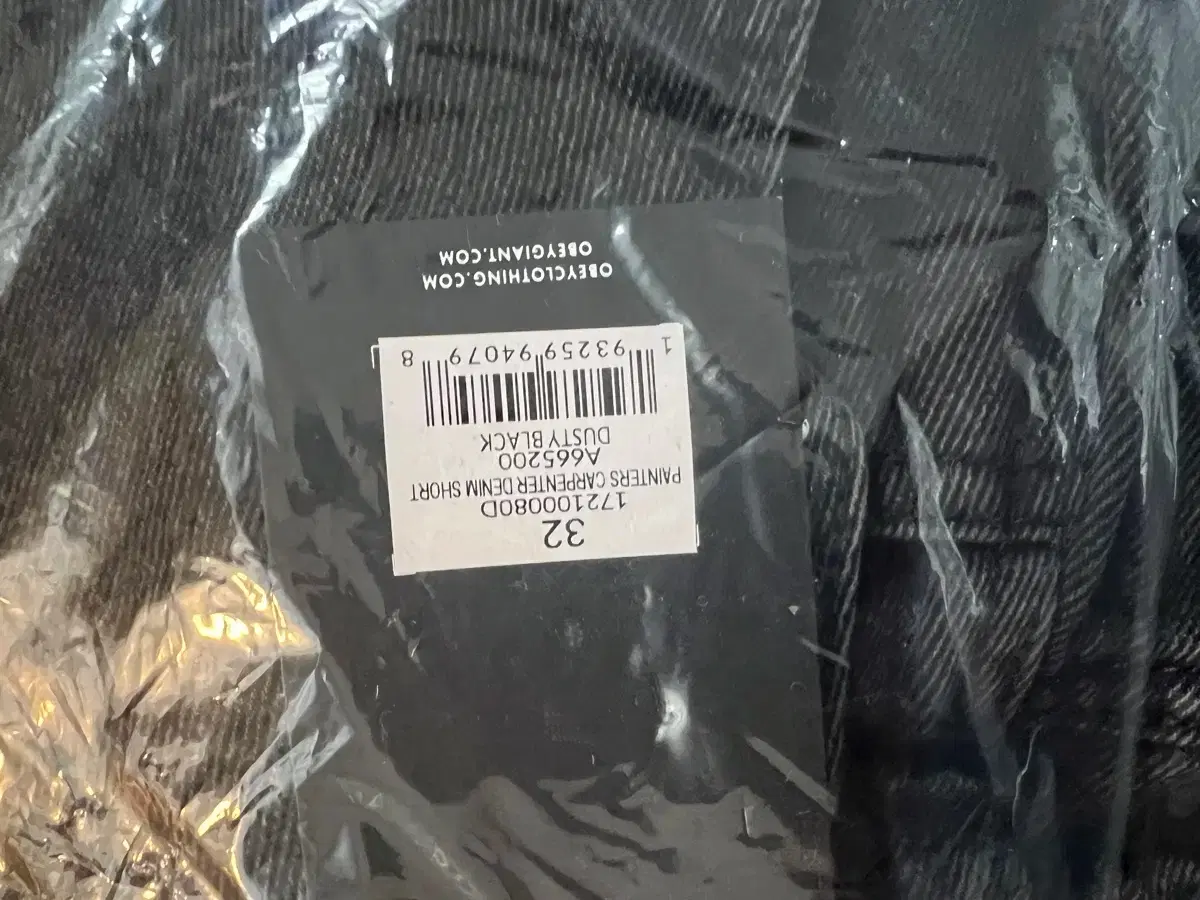 32
172100080D
PAINTERS CARPENTER DENIM SHORT
A665200
DUSTY BLACK
1 93259 94079 8
OBEYCLOTHING.COM
OBEYGIANT.COM